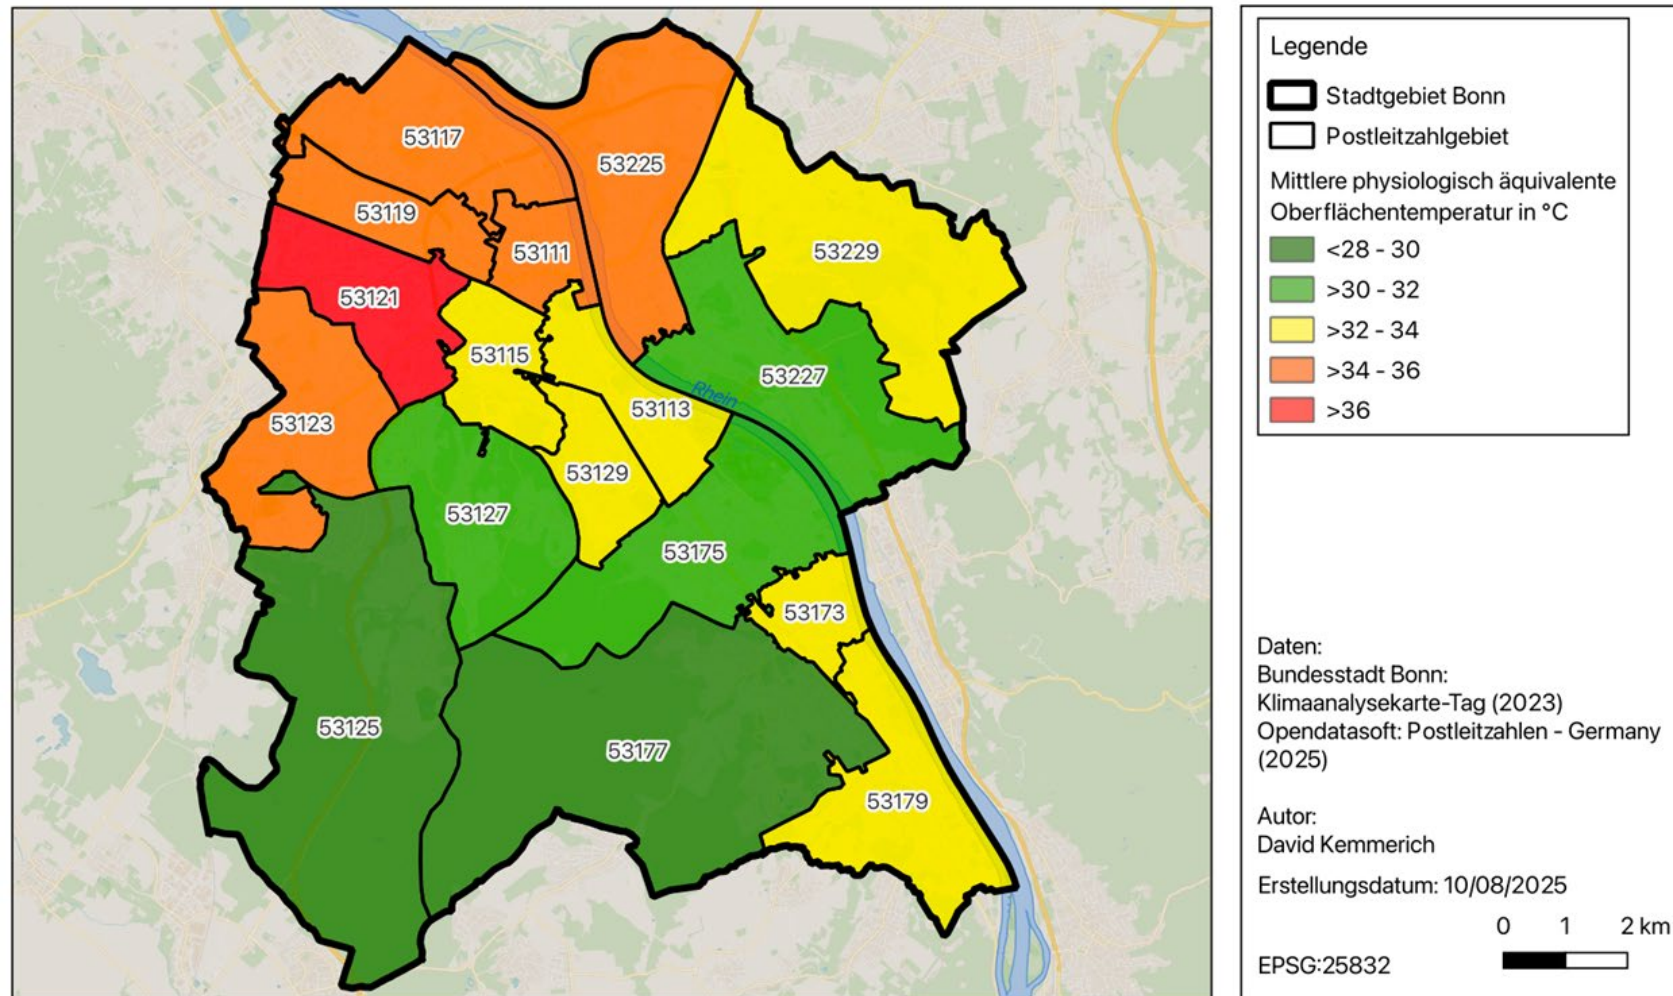 53117
53225
53119
53111
53229
53121
53115
53227
Rhein
53113
53123
53129
53127
53175
53173
53125
53177
53179
Legende
Stadtgebiet Bonn
Postleitzahlgebiet
Mittlere physiologisch äquivalente
Oberflächentemperatur in °C
<28 - 30
>30 - 32
>32 - 34
>34 - 36
>36
Daten:
Bundesstadt Bonn:
Klimaanalysekarte-Tag (2023)
Opendatasoft: Postleitzahlen - Germany
(2025)
Autor:
David Kemmerich
Erstellungsdatum: 10/08/2025
0 1 2 km
EPSG:25832